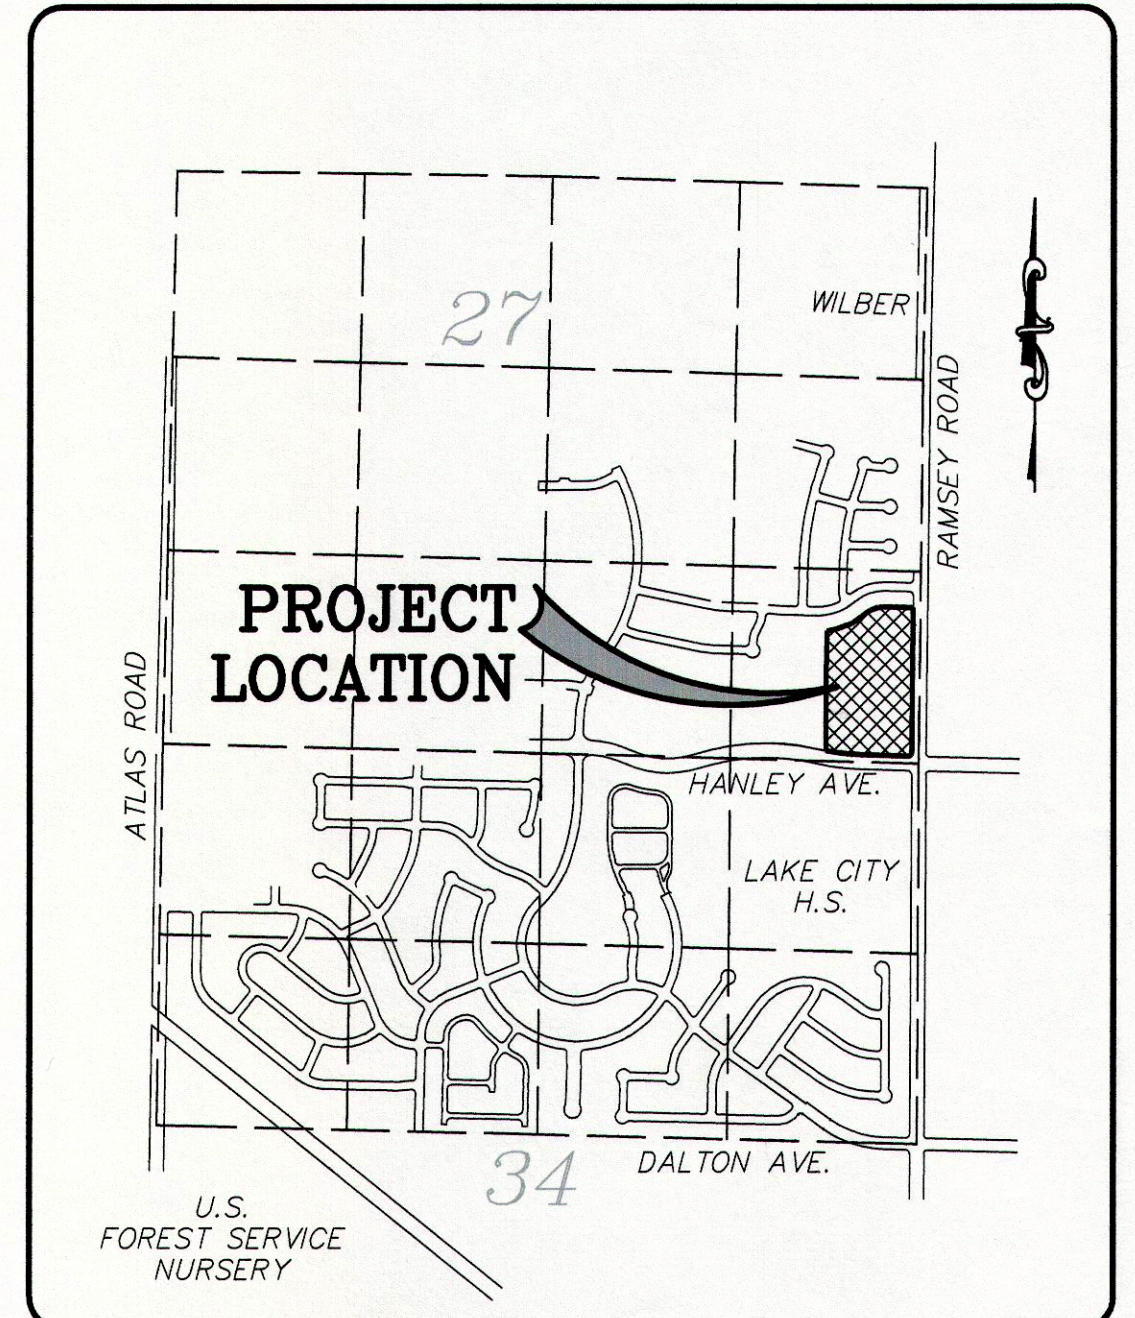 27
WILBER
RAMSEY ROAD
PROJECT
LOCATION
ATLAS ROAD
HANLEY AVE.
LAKE CITY
H.S.
DALTON AVE.
34
U.S.
FOREST SERVICE
NURSERY